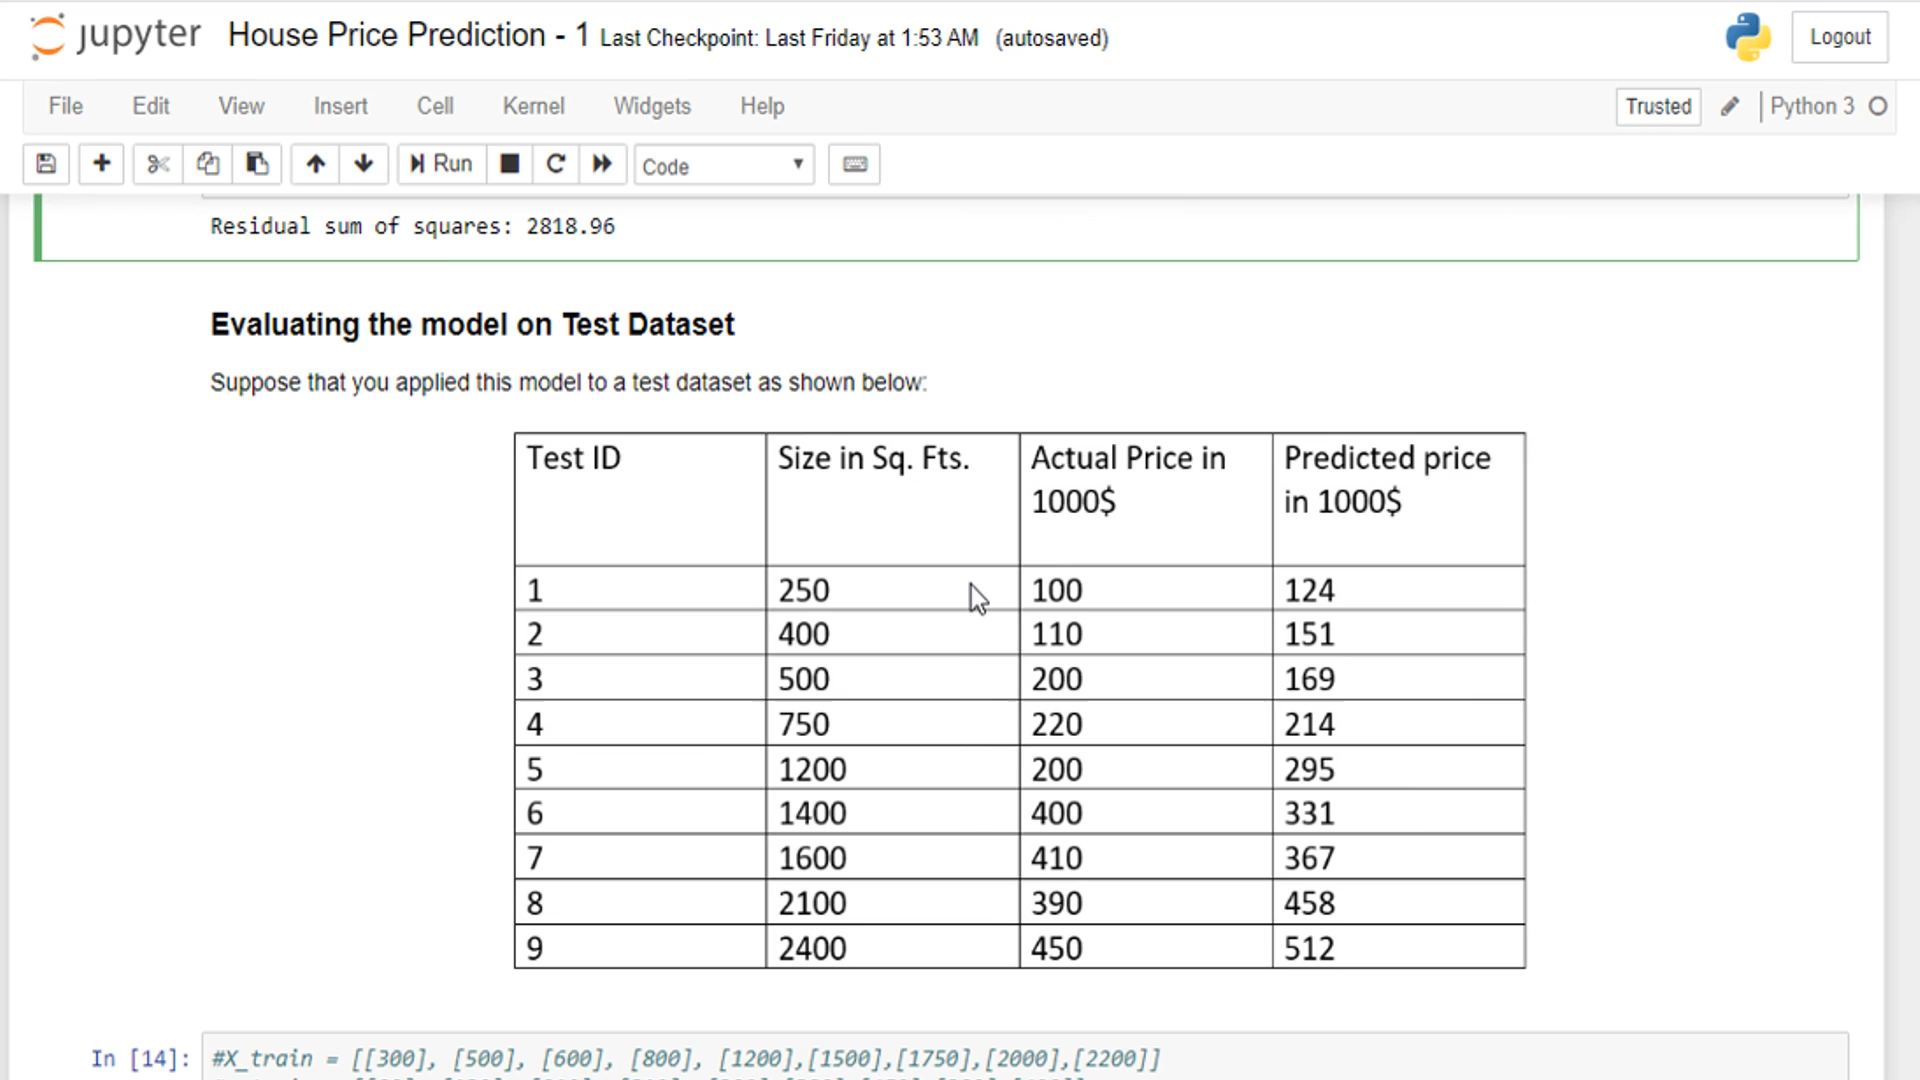 jupyter House Price Prediction - 1 Last Checkpoint: Last Friday at 1:53 AM (autosaved) Logout
File Edit View Insert Cell Kernel Widgets Help Trusted Python 3
Run Code
Residual sum of squares: 2818.96
Evaluating the model on Test Dataset
Suppose that you applied this model to a test dataset as shown below:
Test ID Size in Sq. Fts. Actual Price in 1000$ Predicted price in 1000$
1 250 100 124
2 400 110 151
3 500 200 169
4 750 220 214
5 1200 200 295
6 1400 400 331
7 1600 410 367
8 2100 390 458
9 2400 450 512
In [14]: #X_train = [[300], [500], [600], [800], [1200],[1500],[1750],[2000],[2200]]